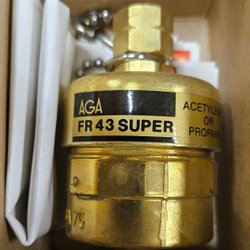 AGA
FR 43 SUPER
ACETYLENE
OR
PROPANE